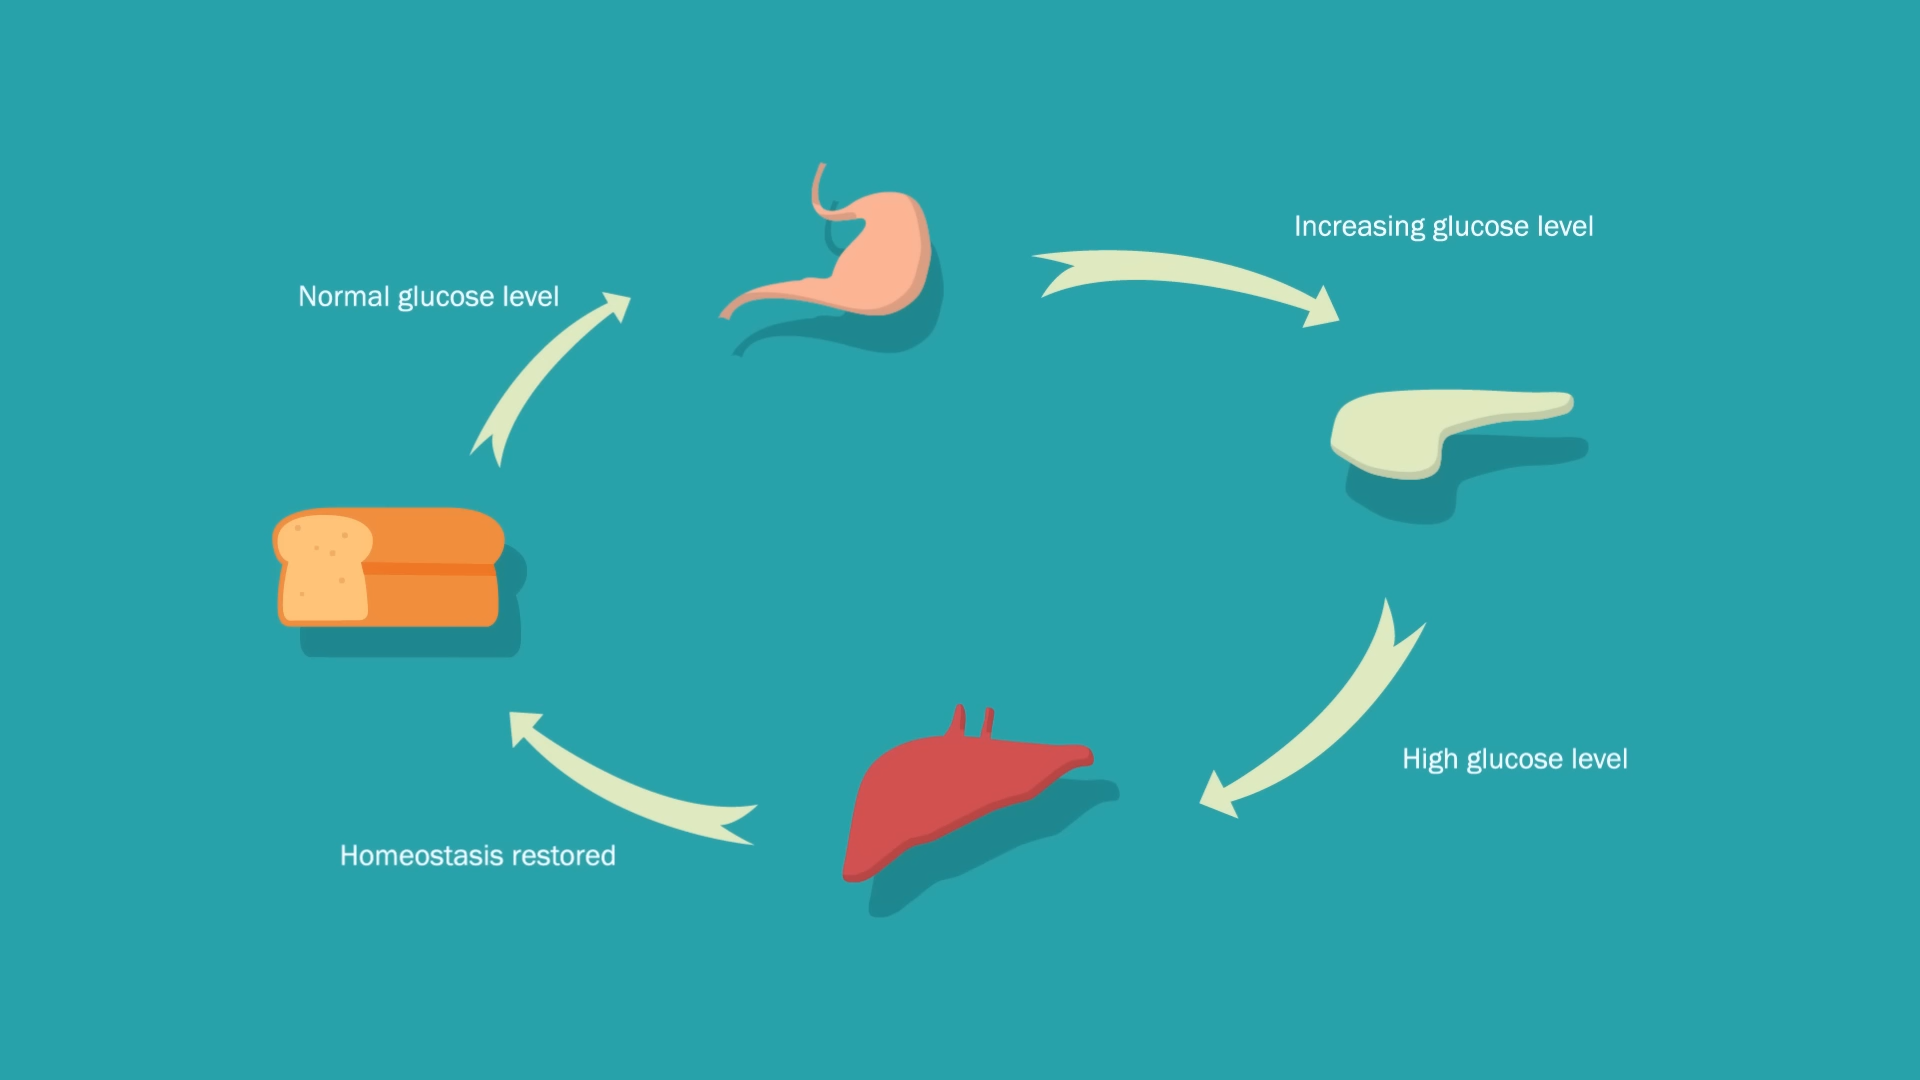 Increasing glucose level
Normal glucose level
High glucose level
Homeostasis restored